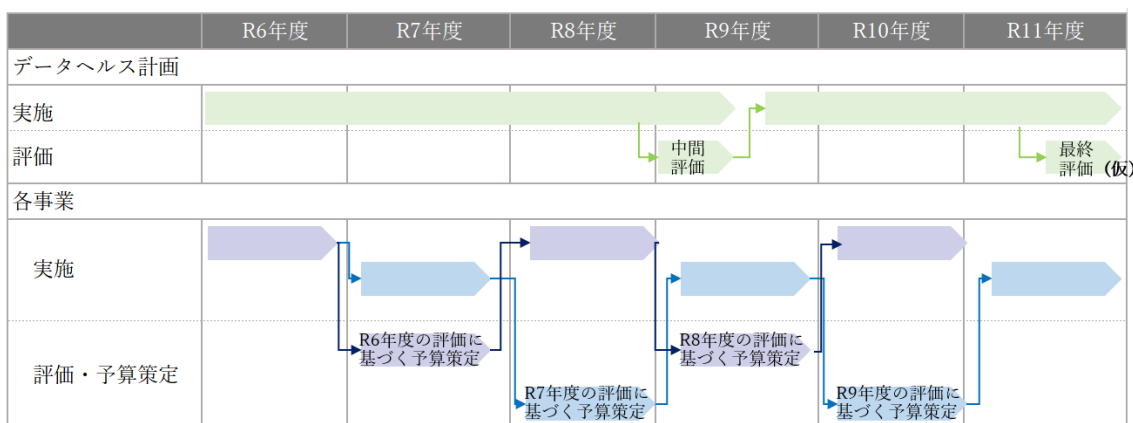 R6年度 R7年度 R8年度 R9年度 R10年度 R11年度
データヘルス計画
実施
評価
中間
評価
最終
評価(仮)
各事業
実施
評価・予算策定
R6年度の評価に
基づく予算策定
R8年度の評価に
基づく予算策定
R7年度の評価に
基づく予算策定
R9年度の評価に
基づく予算策定